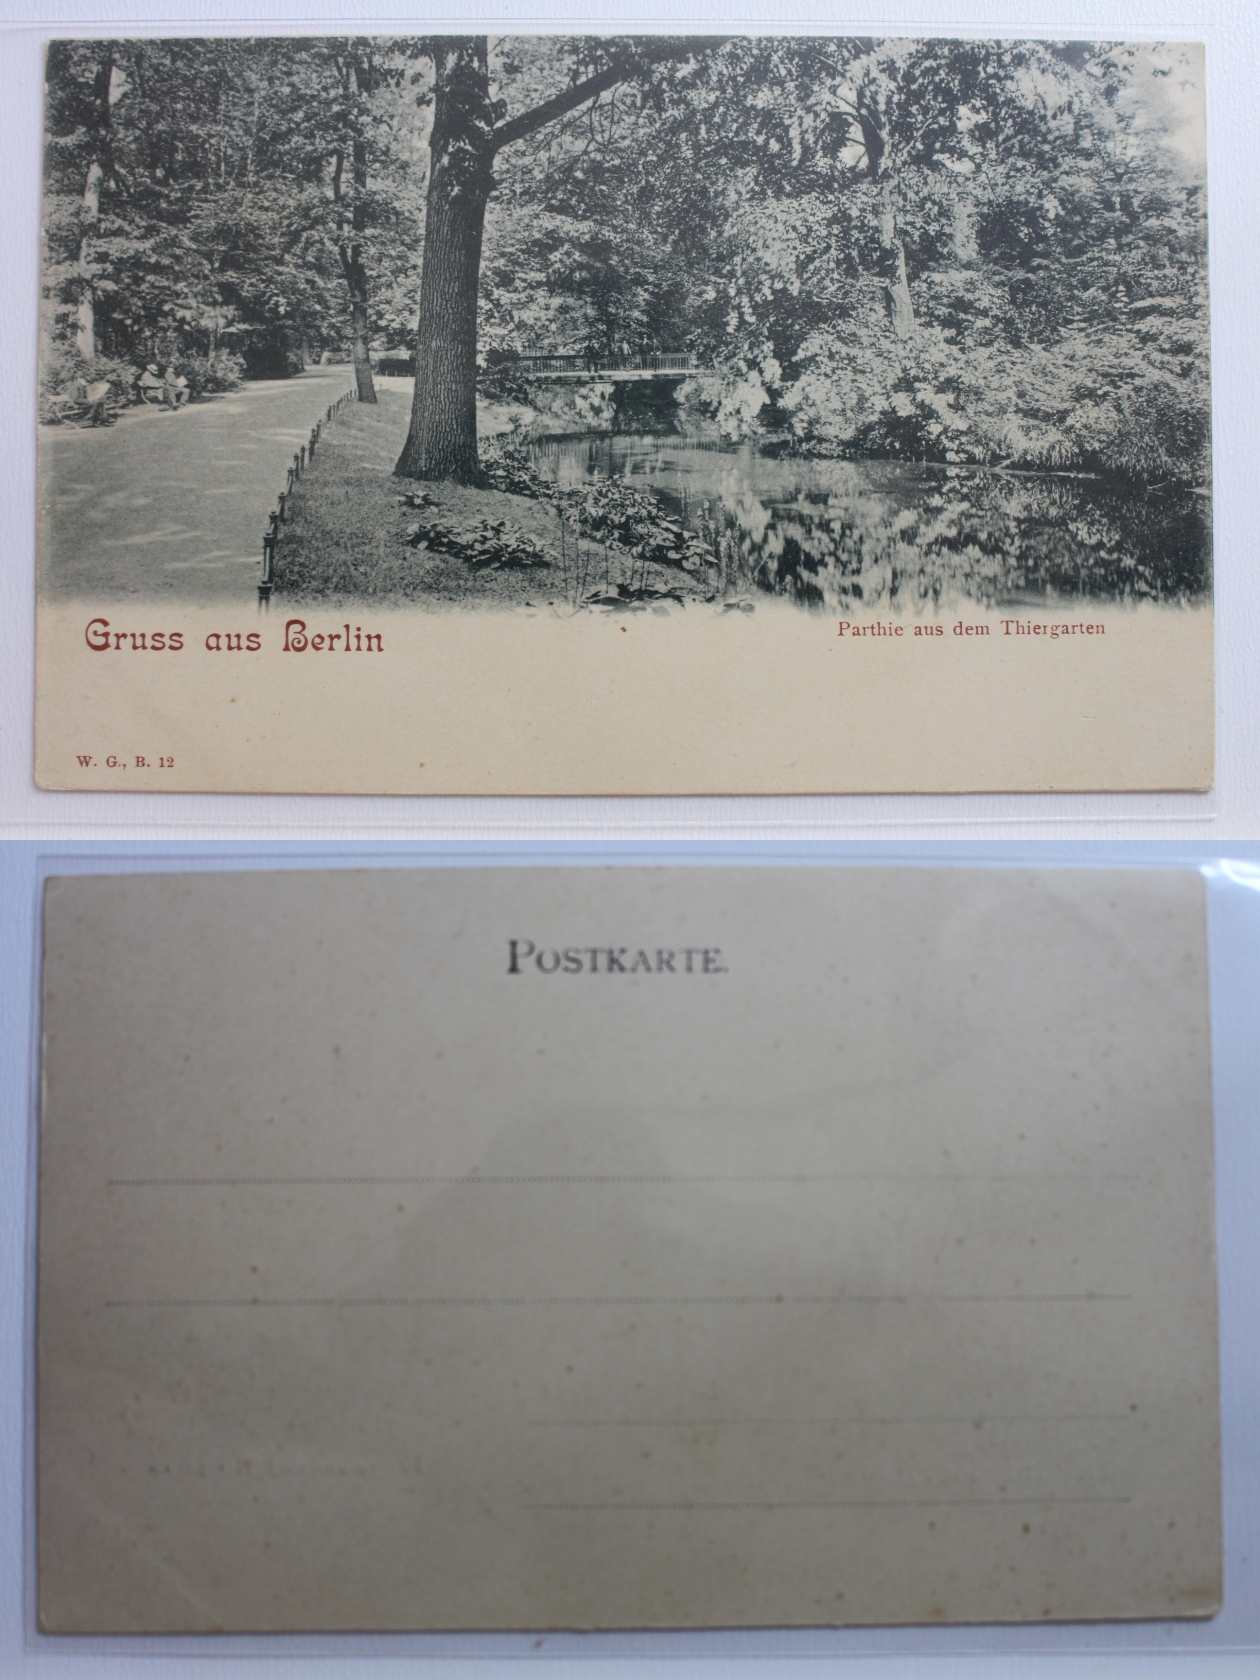 Gruss aus Berlin
Parthie aus dem Thiergarten
W. G., B. 12
POSTKARTE.